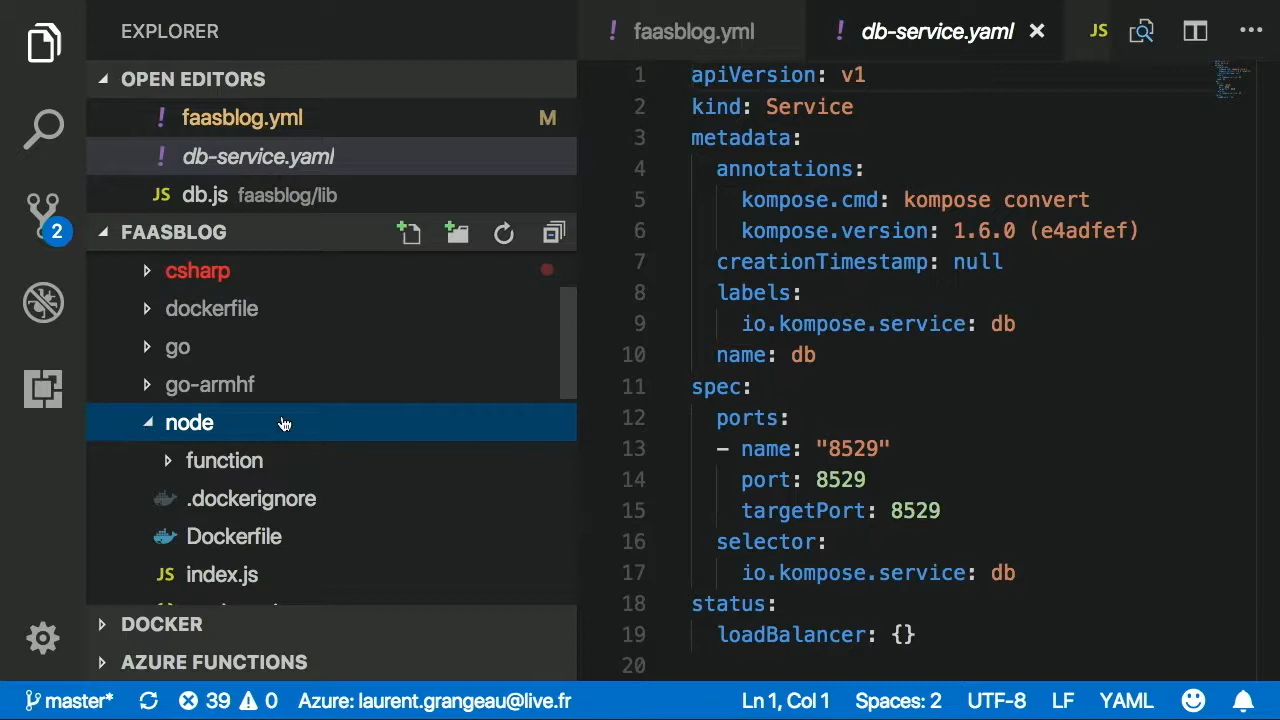 EXPLORER
OPEN EDITORS
! faasblog.yml M
! db-service.yaml
JS db.js faasblog/lib
2
FAASBLOG
csharp
dockerfile
go
go-armhf
node
function
.dockerignore
Dockerfile
JS index.js
DOCKER
AZURE FUNCTIONS
! faasblog.yml
! db-service.yaml ×
JS
1 apiVersion: v1
2 kind: Service
3 metadata:
4 annotations:
5 kompose.cmd: kompose convert
6 kompose.version: 1.6.0 (e4adfef)
7 creationTimestamp: null
8 labels:
9 io.kompose.service: db
10 name: db
11 spec:
12 ports:
13 - name: "8529"
14 port: 8529
15 targetPort: 8529
16 selector:
17 io.kompose.service: db
18 status:
19 loadBalancer: {}
20
master* 39 0 Azure: laurent.grangeau@live.fr Ln 1, Col 1 Spaces: 2 UTF-8 LF YAML